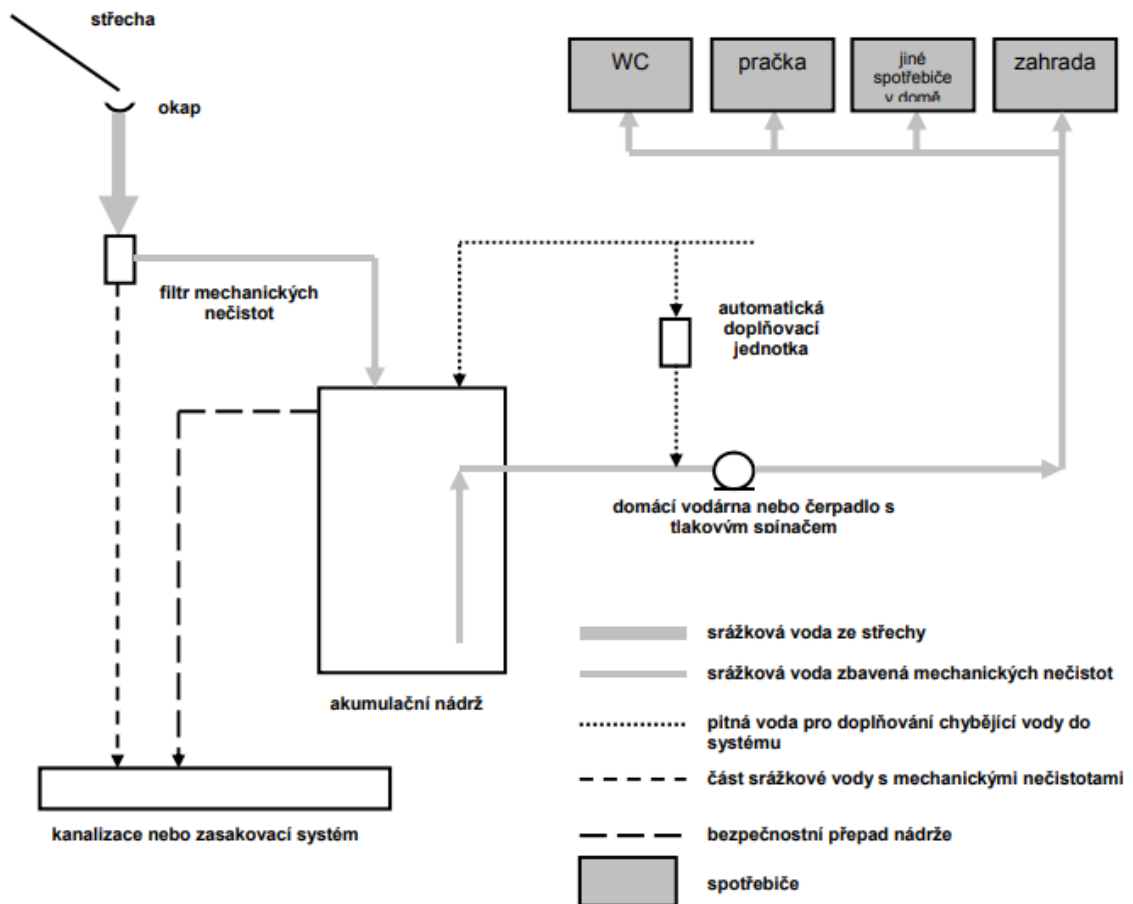 střecha
okap
WC
pračka
jiné
spotřebiče
v domě
zahrada
filtr mechanických
nečistot
automatická
doplňovací
jednotka
domácí vodárna nebo čerpadlo s
tlakovým spínačem
akumulační nádrž
kanalizace nebo zasakovací systém
srážková voda ze střechy
srážková voda zbavená mechanických nečistot
pitná voda pro doplňování chybějící vody do
systému
část srážkové vody s mechanickými nečistotami
bezpečnostní přepad nádrže
spotřebiče